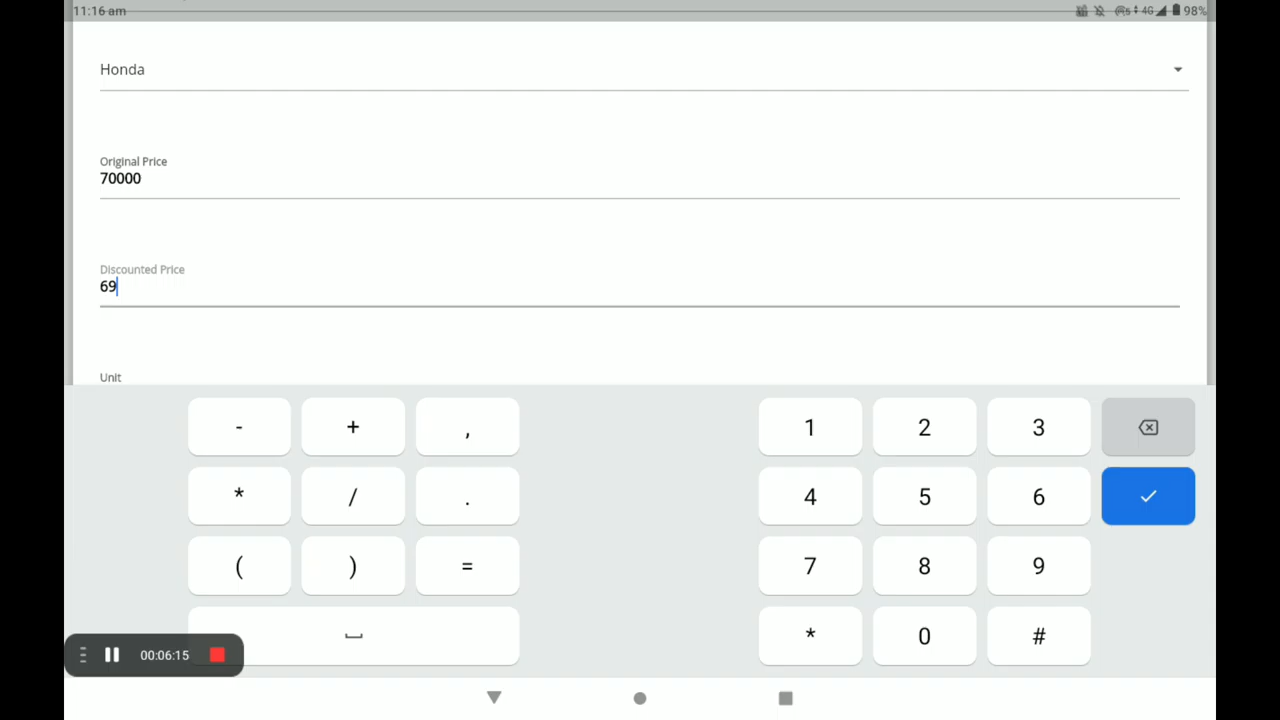 11:16 am 4G 98%
Honda
Original Price
70000
Discounted Price
69
Unit
- + , 1 2 3
* / . 4 5 6
( ) = 7 8 9
* 0 #
00:06:15